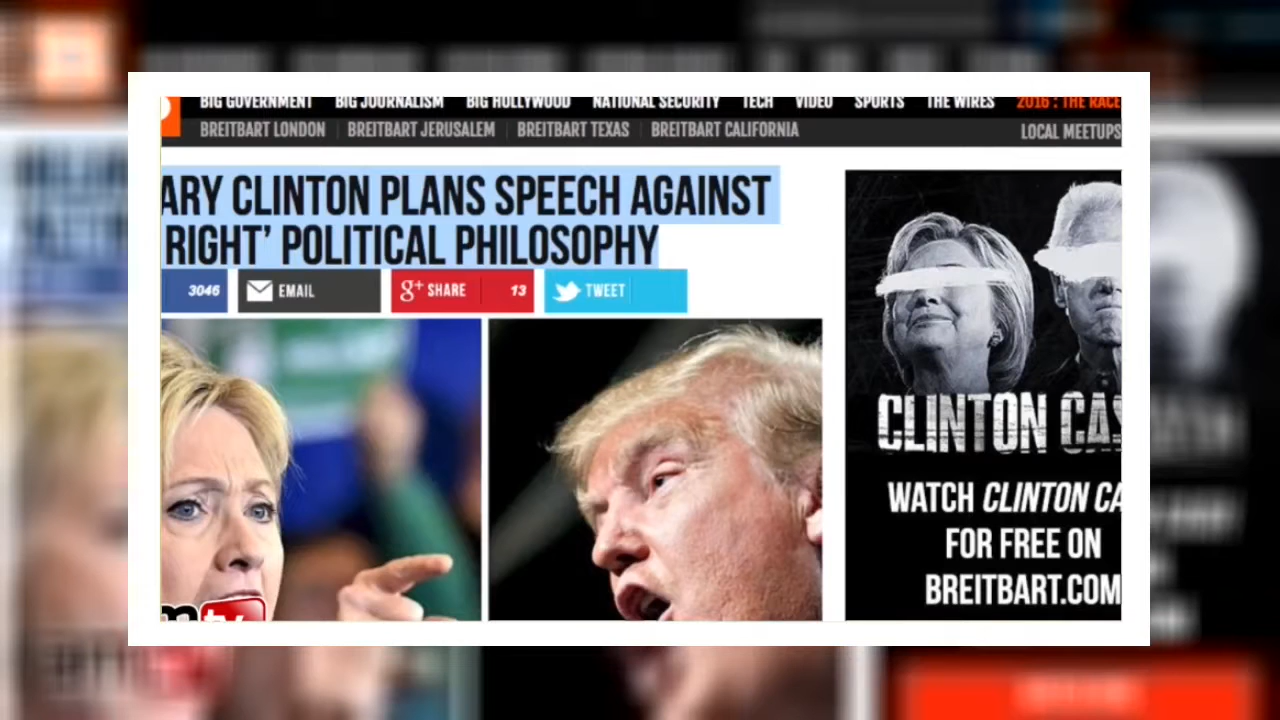 BIG GOVERNMENT BIG JOURNALISM BIG HOLLYWOOD NATIONAL SECURITY TECH VIDEO SPORTS THE WIRES 2016 : THE RACE
BREITBART LONDON BREITBART JERUSALEM BREITBART TEXAS BREITBART CALIFORNIA LOCAL MEETUPS
ARY CLINTON PLANS SPEECH AGAINST
RIGHT' POLITICAL PHILOSOPHY
3046 EMAIL g+ SHARE 13 TWEET
CLINTON CAS
WATCH CLINTON CA
FOR FREE ON
BREITBART.COM